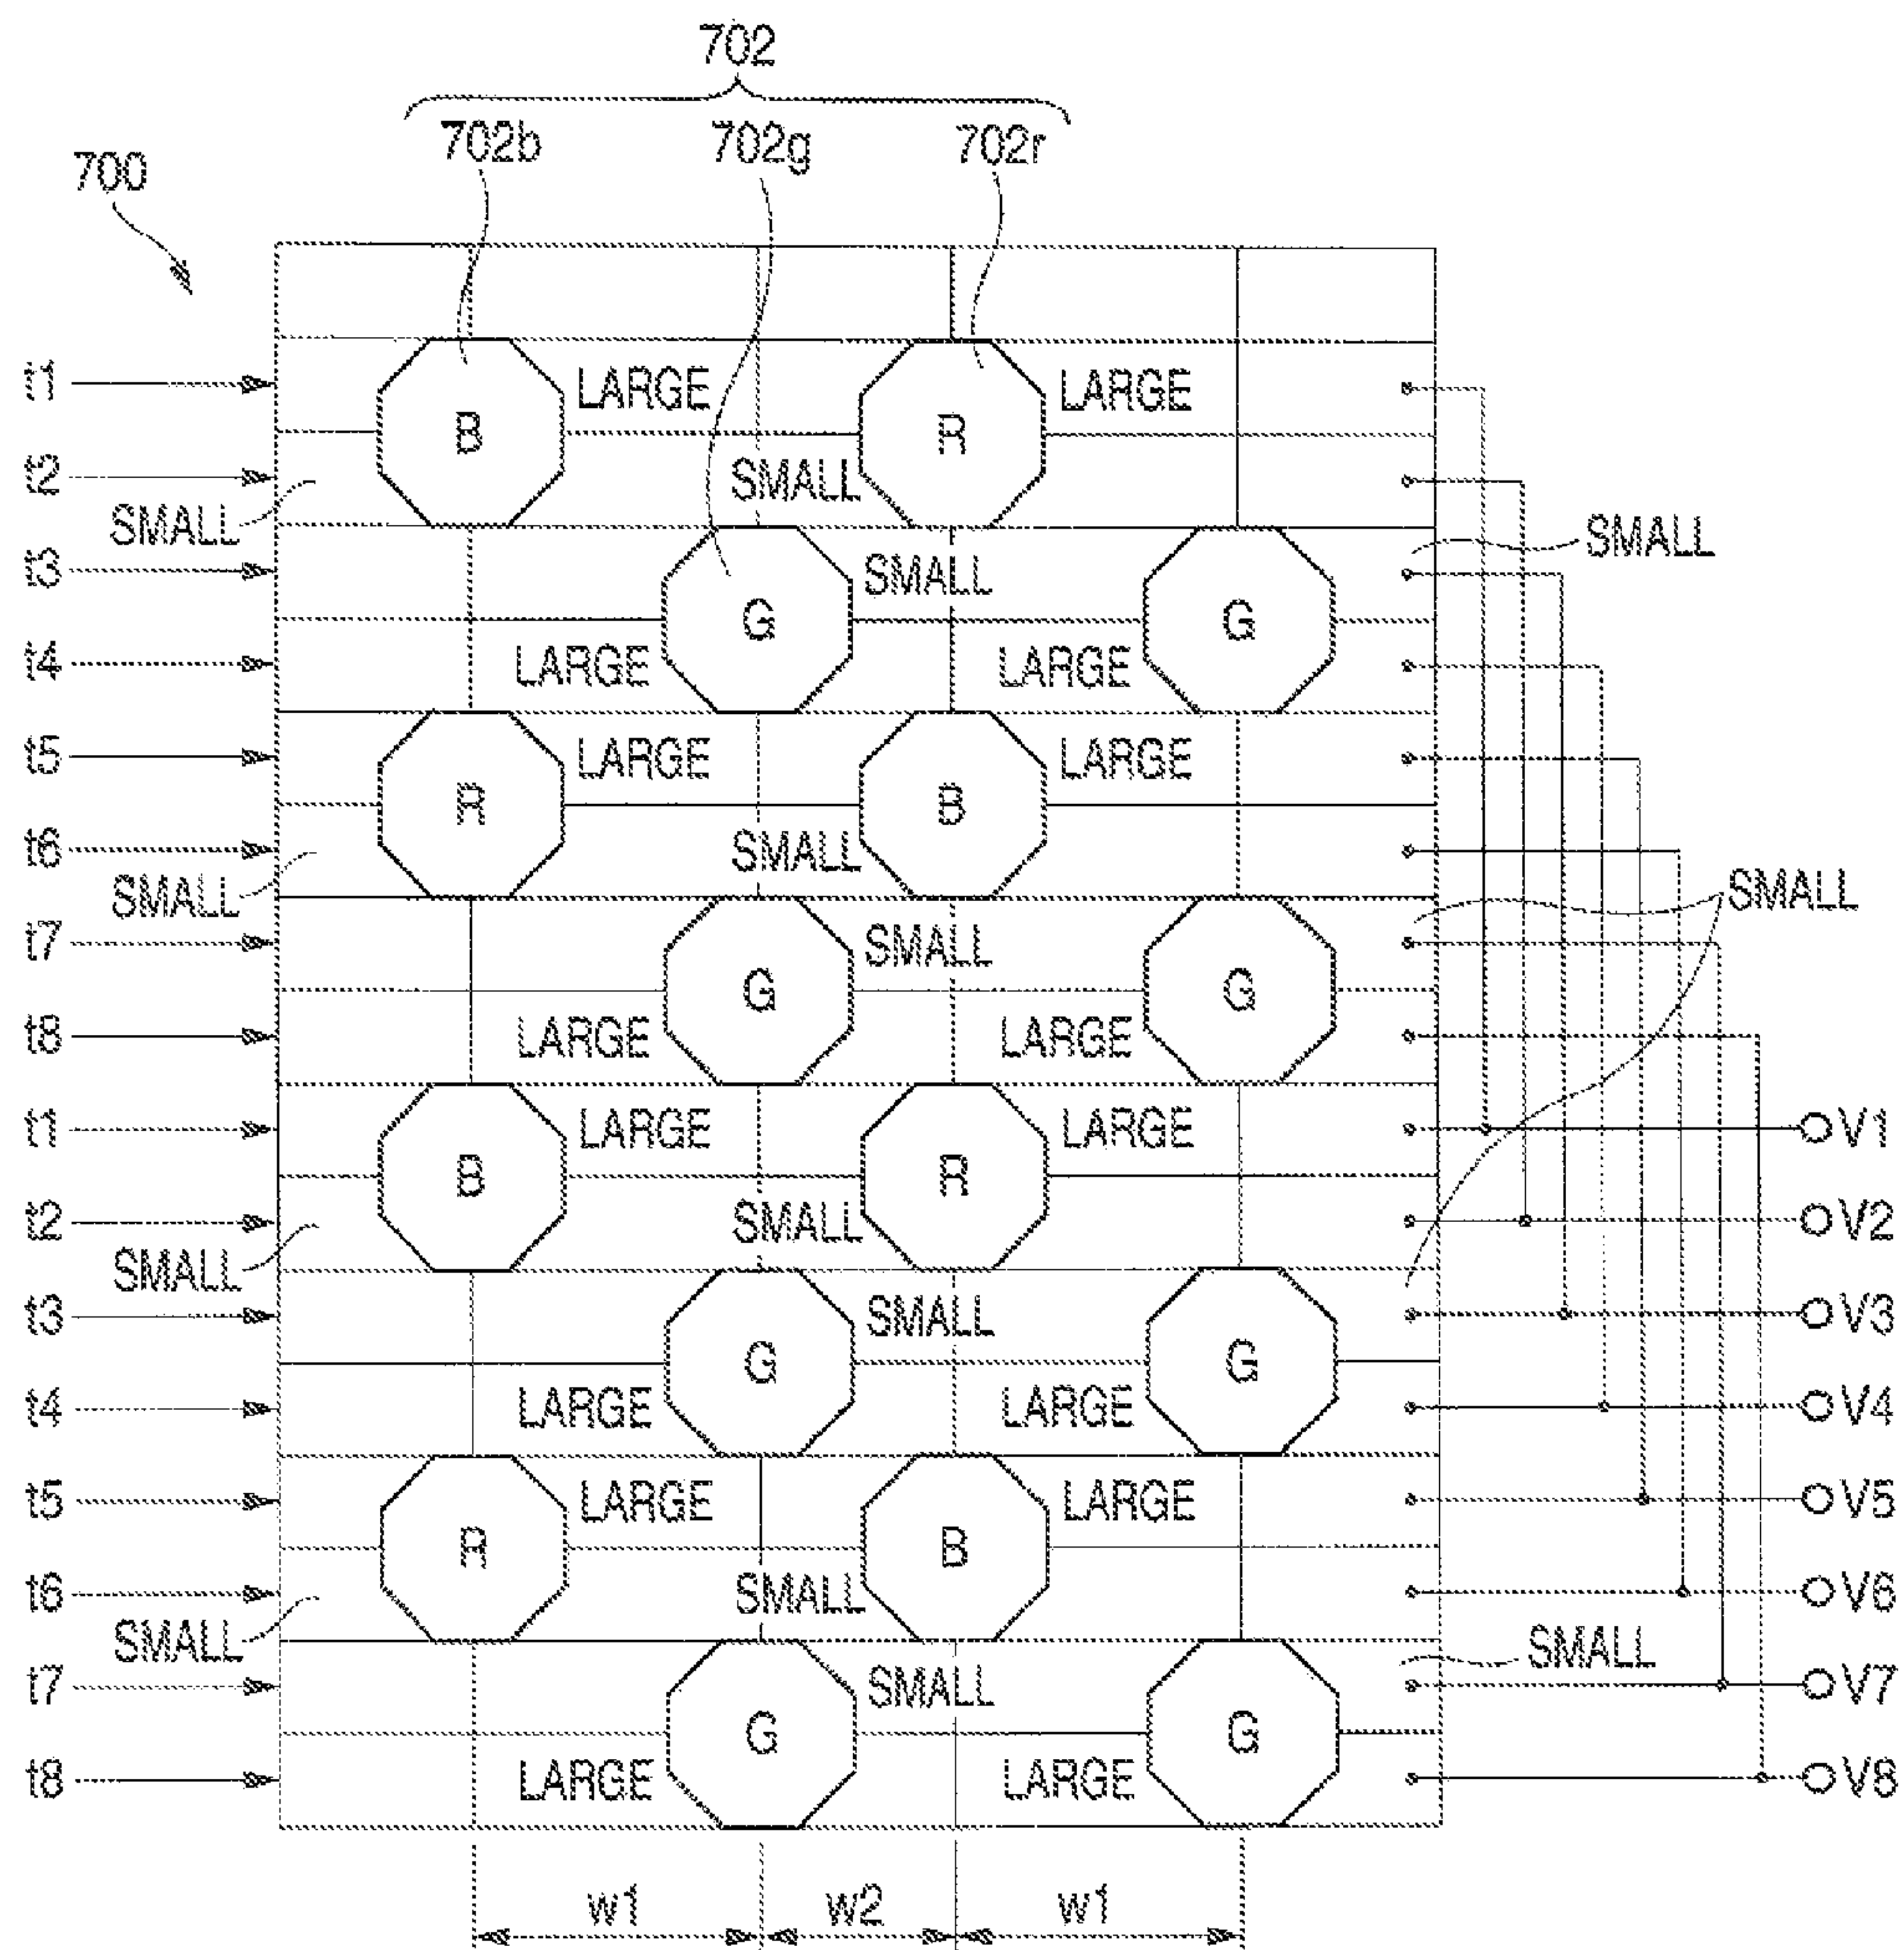 702
702b 702g 702r
700
t1 LARGE LARGE
B R
t2 SMALL
SMALL SMALL
t3 SMALL
G G
t4 LARGE LARGE
t5 LARGE LARGE
R B
t6 SMALL
SMALL SMALL
t7 SMALL
G G
t8 LARGE LARGE
t1 LARGE LARGE V1
B R
t2 SMALL V2
SMALL
t3 SMALL V3
G G
t4 LARGE LARGE V4
t5 LARGE LARGE V5
R B
t6 SMALL V6
SMALL SMALL
t7 SMALL V7
G G
t8 LARGE LARGE V8
w1 w2 w1